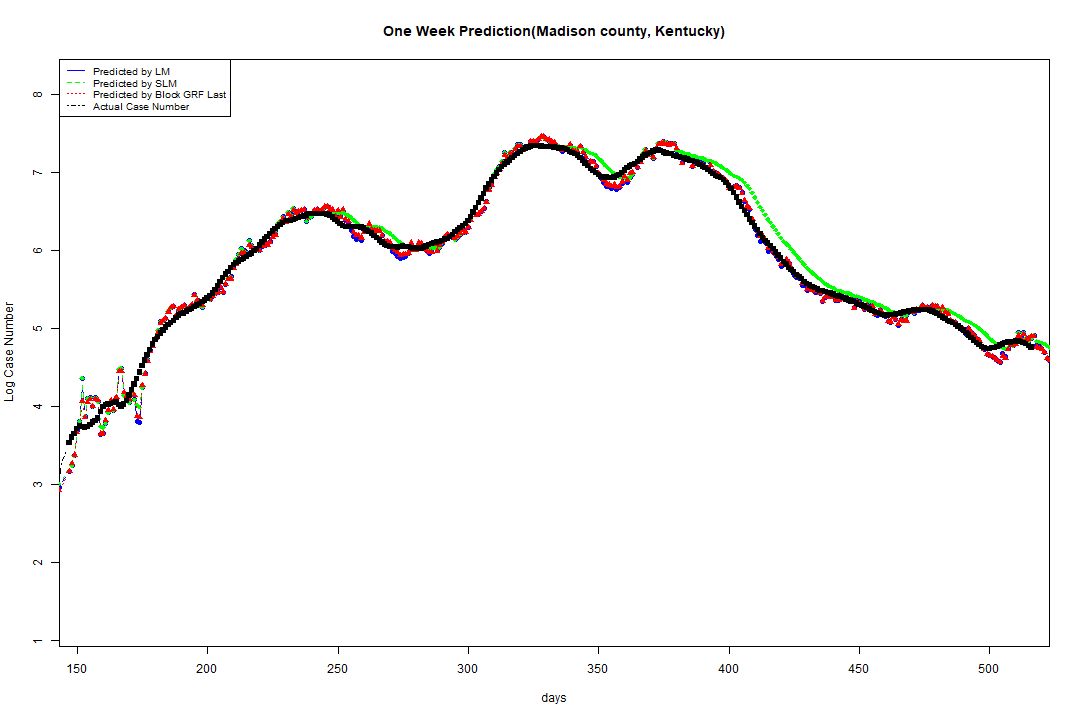 One Week Prediction(Madison county, Kentucky)
Predicted by LM
Predicted by SLM
Predicted by Block GRF Last
Actual Case Number
8
7
6
5
4
3
2
1
Log Case Number
150 200 250 300 350 400 450 500
days